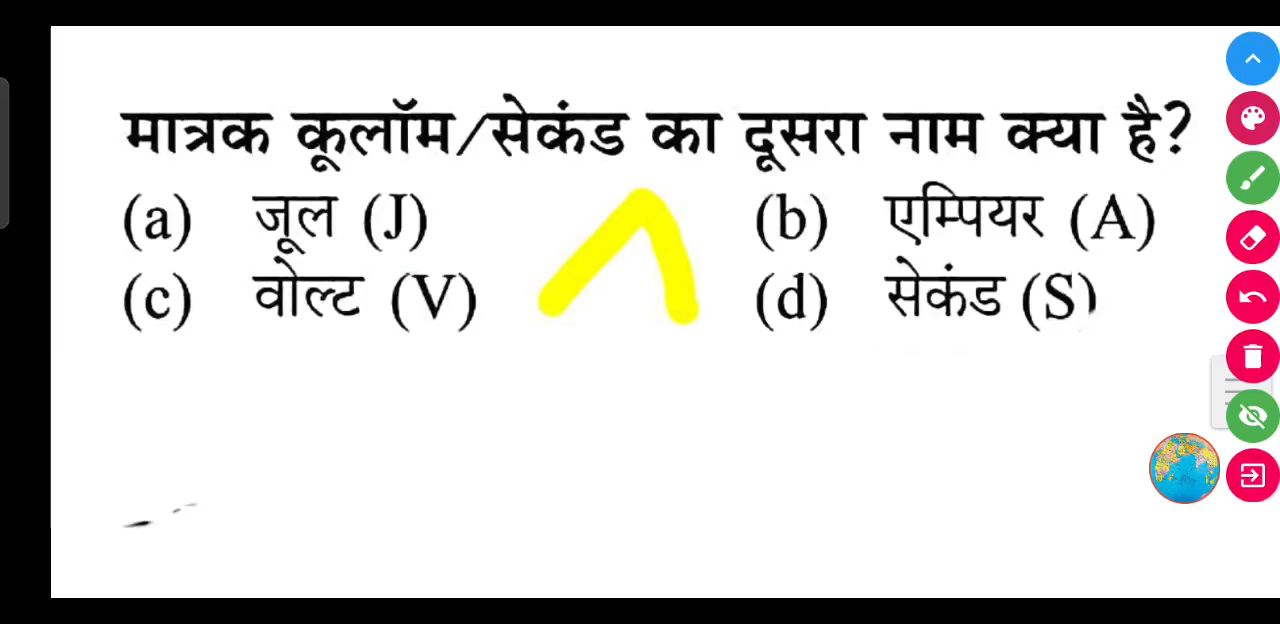 मात्रक कूलॉम/सेकंड का दूसरा नाम क्या है?
(a) जूल (J) (b) एम्पियर (A)
(c) वोल्ट (V) (d) सेकंड (S)